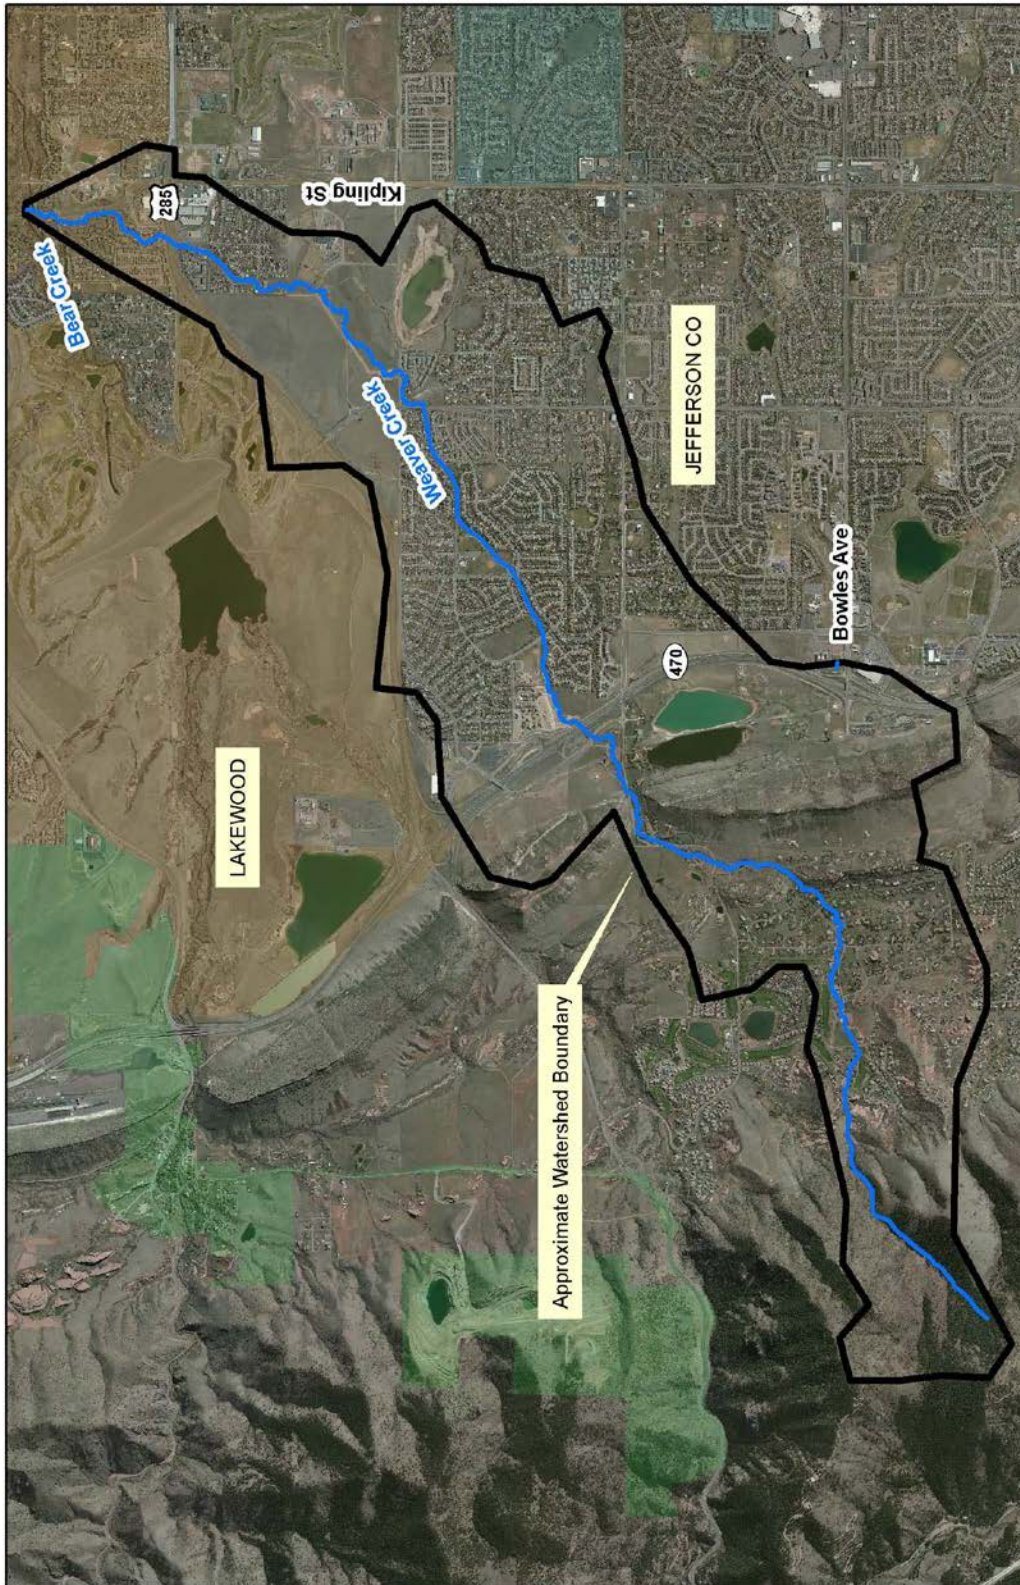 Bear Creek
285
Kipling St
Weaver Creek
LAKEWOOD
JEFFERSON CO
470
Bowles Ave
Approximate Watershed Boundary